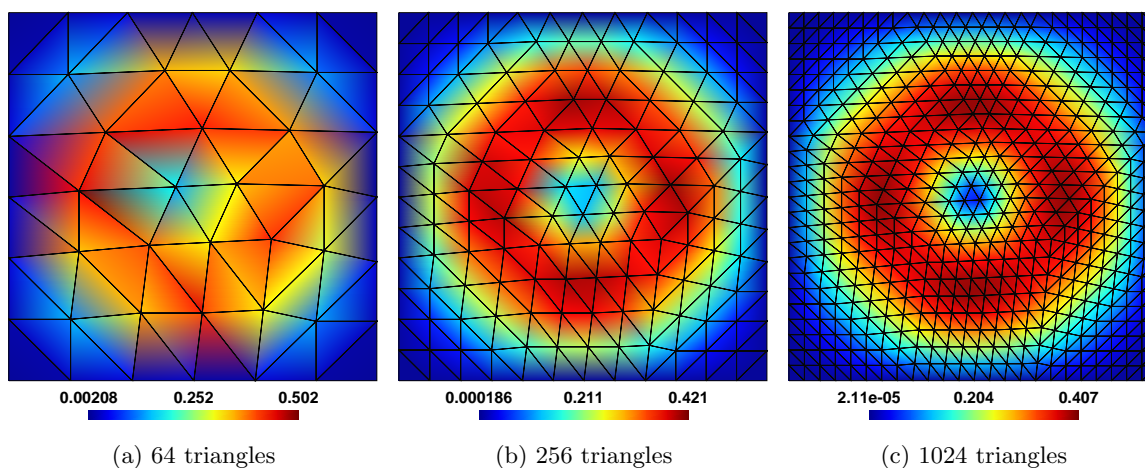 0.00208 0.252 0.502
0.000186 0.211 0.421
2.11e-05 0.204 0.407
(a) 64 triangles
(b) 256 triangles
(c) 1024 triangles